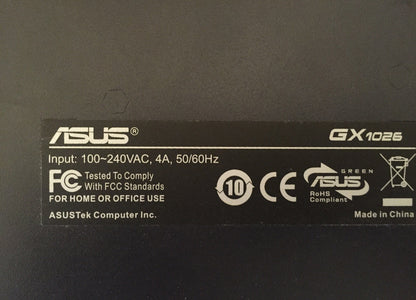 ASUS® GX1026
Input: 100~240VAC, 4A, 50/60Hz
FC Tested To Comply
With FCC Standards
FOR HOME OR OFFICE USE
ASUSTek Computer Inc.
10
CE
GREEN
ASUS
RoHS
Compliant
Made in China